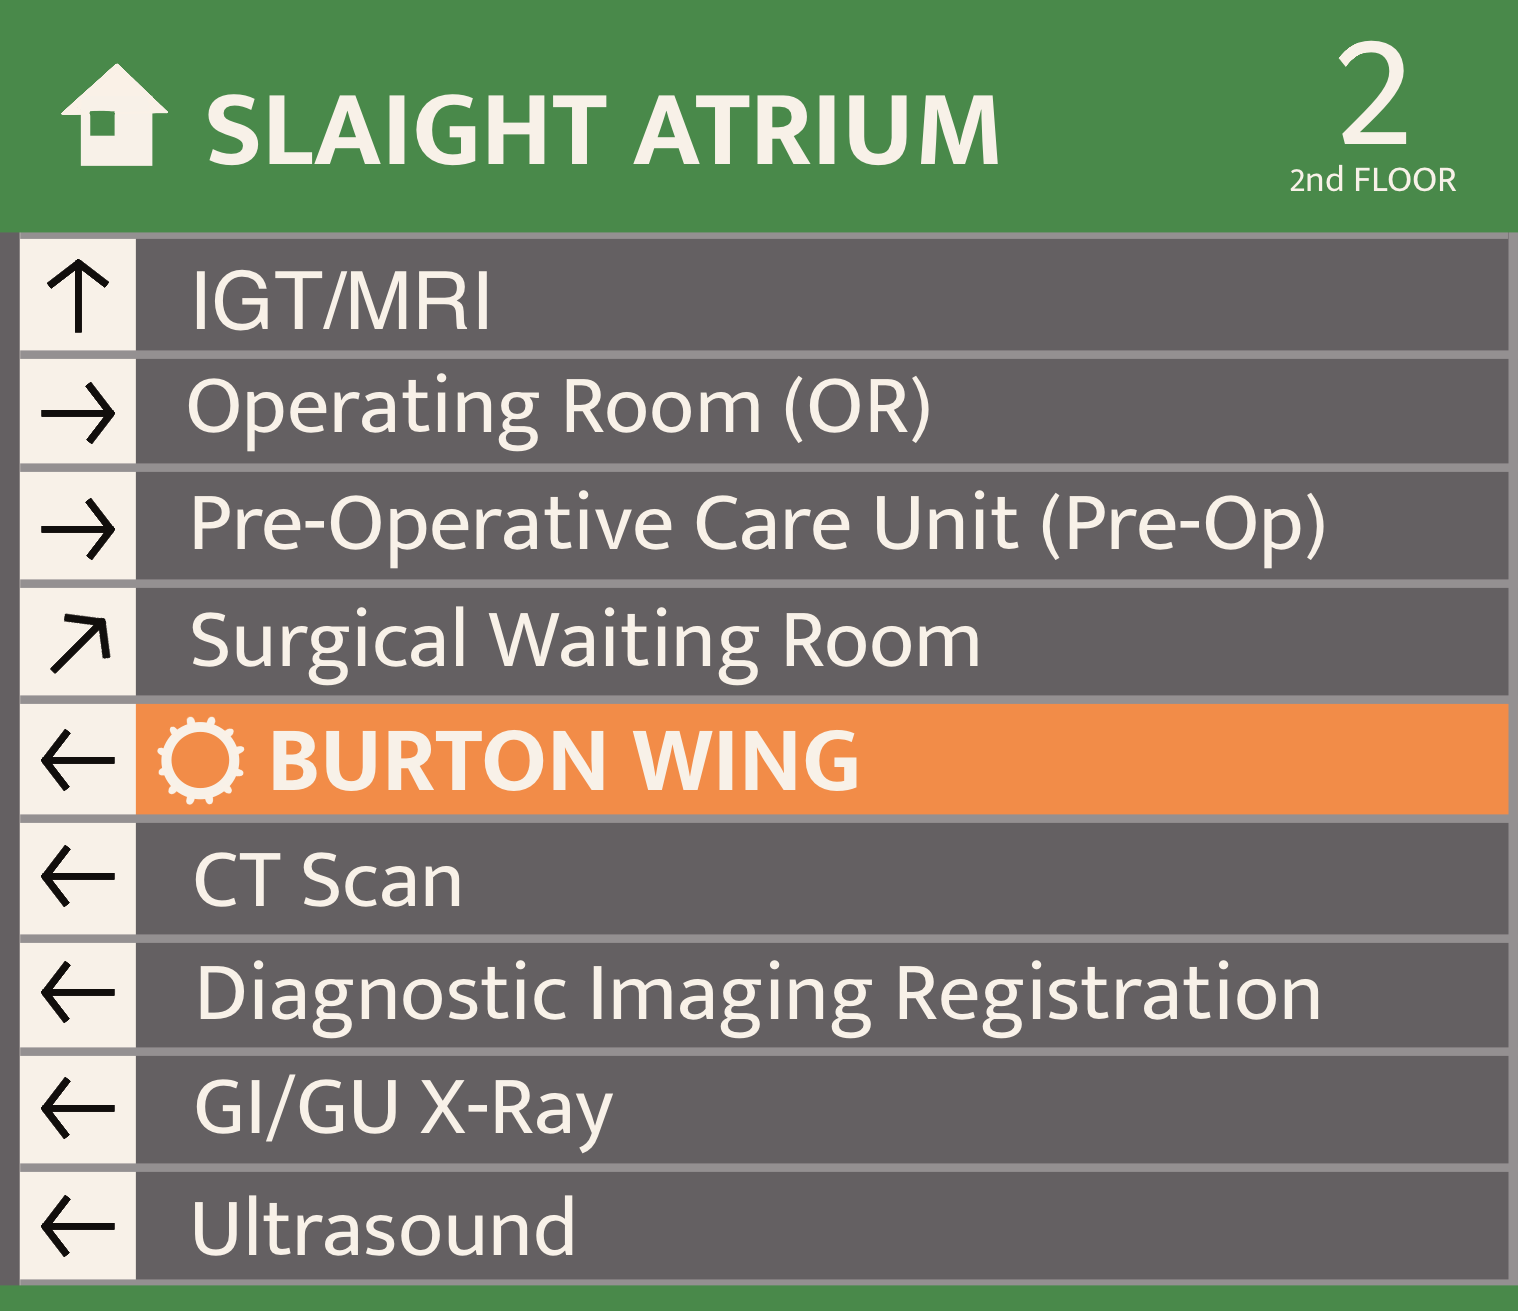 SLAIGHT ATRIUM
2
2nd FLOOR
IGT/MRI
Operating Room (OR)
Pre-Operative Care Unit (Pre-Op)
Surgical Waiting Room
BURTON WING
CT Scan
Diagnostic Imaging Registration
GI/GU X-Ray
Ultrasound